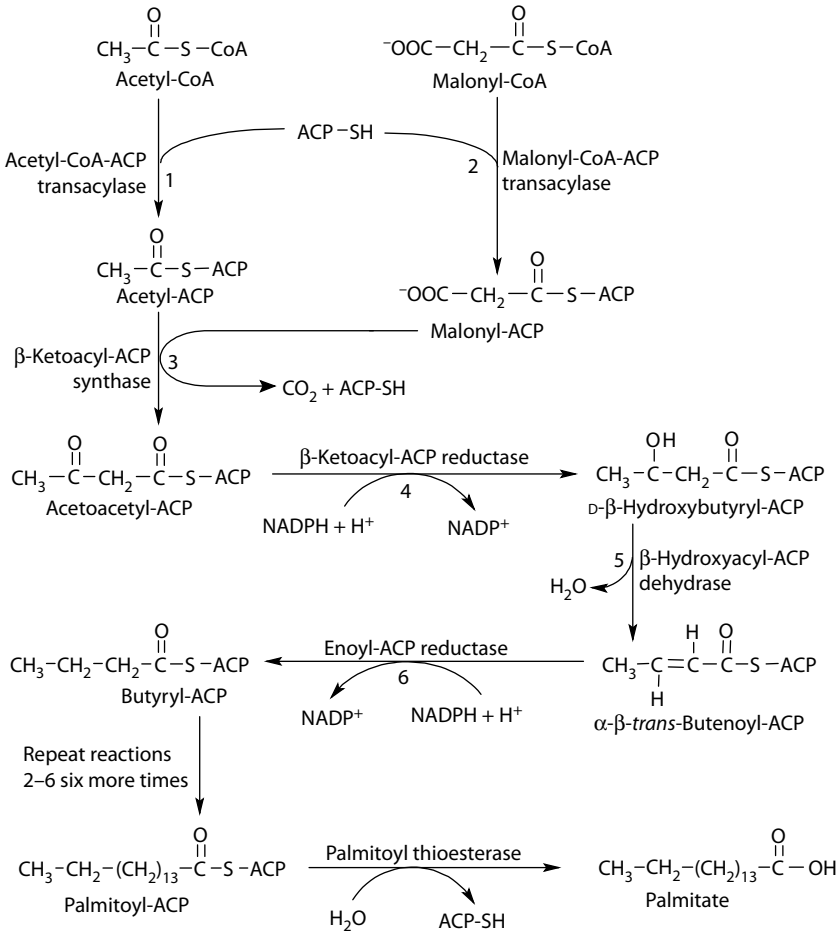 O
CH3–C–S–CoA
Acetyl-CoA
O
−OOC–CH2–C–S–CoA
Malonyl-CoA
ACP–SH
Acetyl-CoA-ACP
transacylase
1
2
Malonyl-CoA-ACP
transacylase
O
CH3–C–S–ACP
Acetyl-ACP
O
−OOC–CH2–C–S–ACP
Malonyl-ACP
β-Ketoacyl-ACP
synthase
3
CO2 + ACP-SH
O O
CH3–C–CH2–C–S–ACP
Acetoacetyl-ACP
β-Ketoacyl-ACP reductase
4
NADPH + H+
NADP+
OH O
CH3–C–CH2–C–S–ACP
D-β-Hydroxybutyryl-ACP
5
β-Hydroxyacyl-ACP
dehydrase
H2O
H O
CH3–C=C–C–S–ACP
H
α-β-trans-Butenoyl-ACP
Enoyl-ACP reductase
6
NADP+
NADPH + H+
O
CH3–CH2–CH2–C–S–ACP
Butyryl-ACP
Repeat reactions
2–6 six more times
O
CH3–CH2–(CH2)13–C–S–ACP
Palmitoyl-ACP
Palmitoyl thioesterase
H2O
ACP-SH
O
CH3–CH2–(CH2)13–C–OH
Palmitate